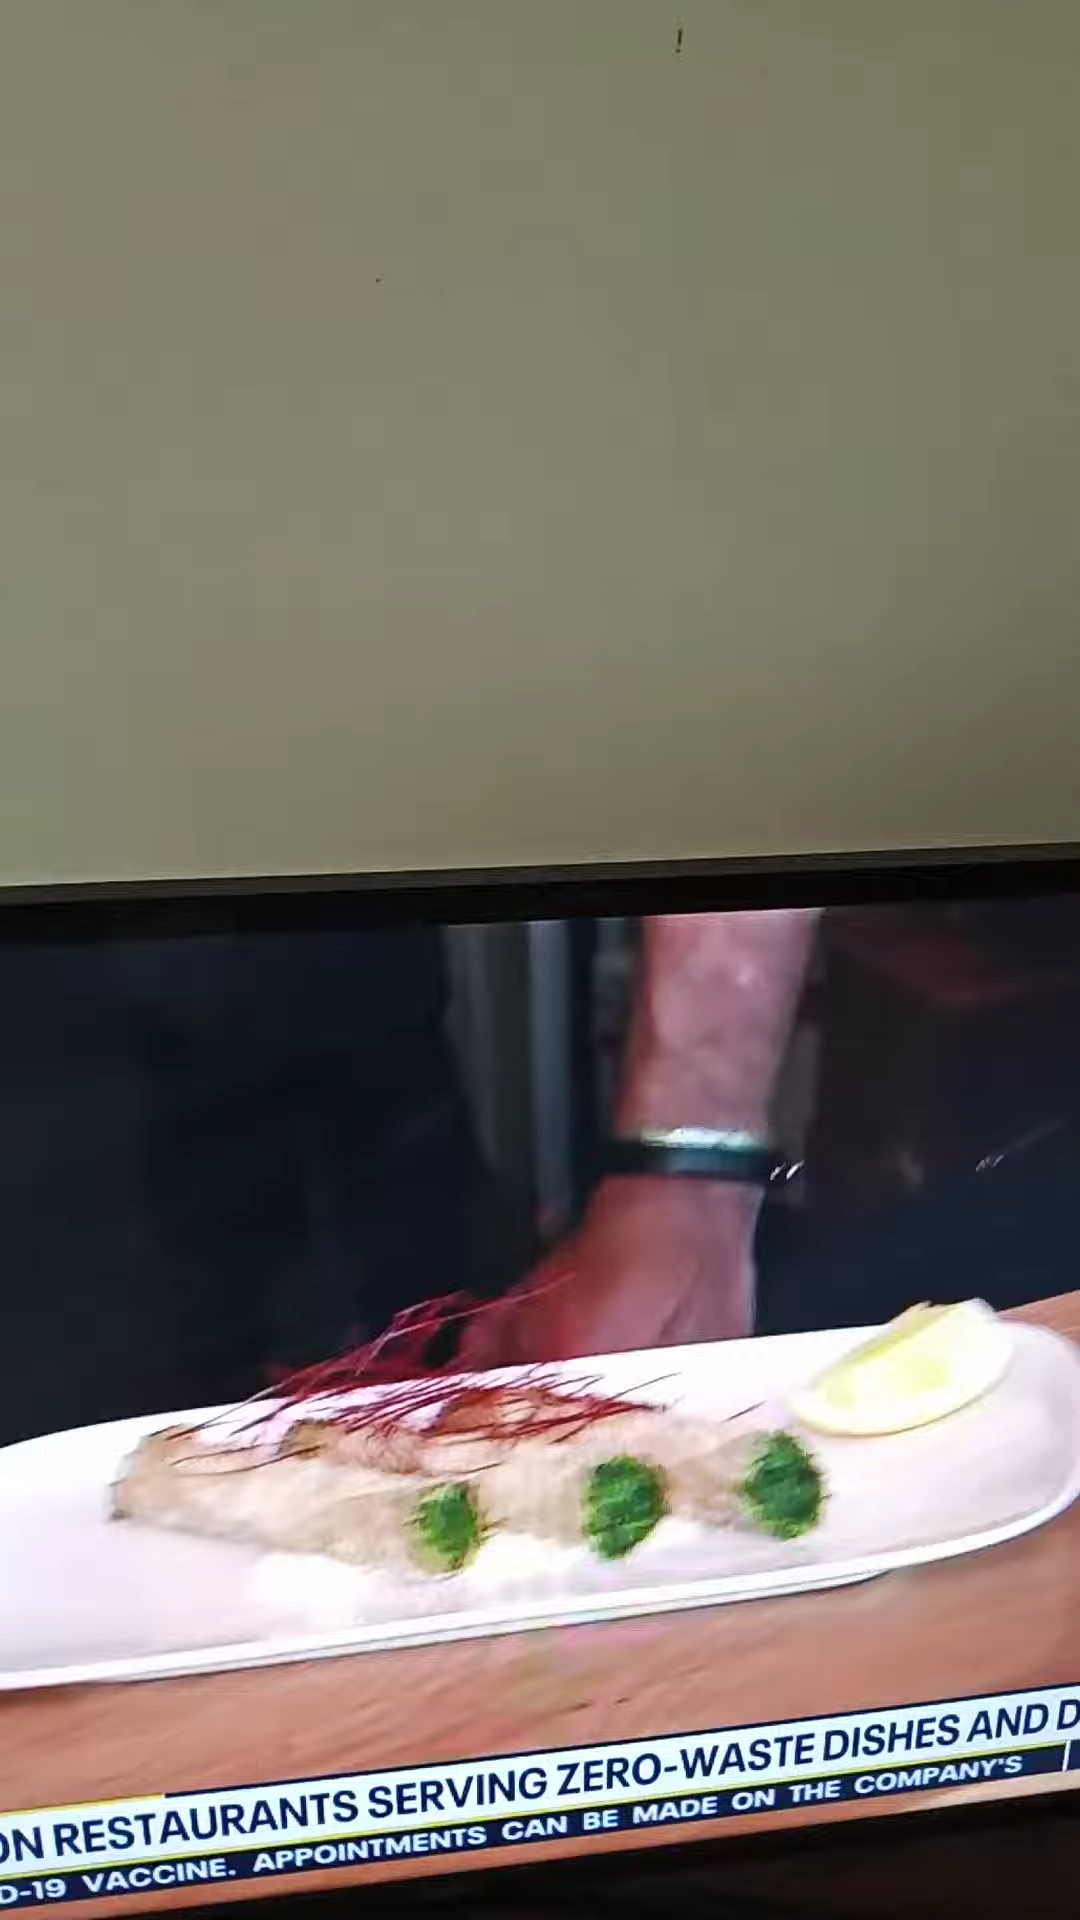 ON RESTAURANTS SERVING ZERO-WASTE DISHES AND D
D-19 VACCINE. APPOINTMENTS CAN BE MADE ON THE COMPANY'S